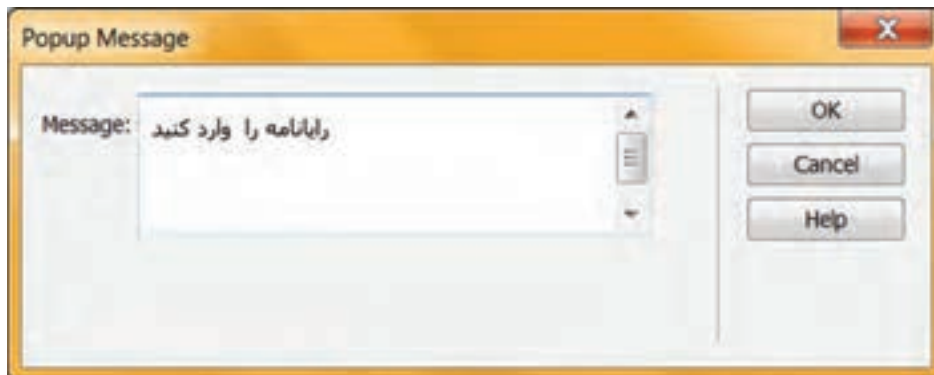 Popup Message
Message:
رایانامه را وارد کنید
OK
Cancel
Help